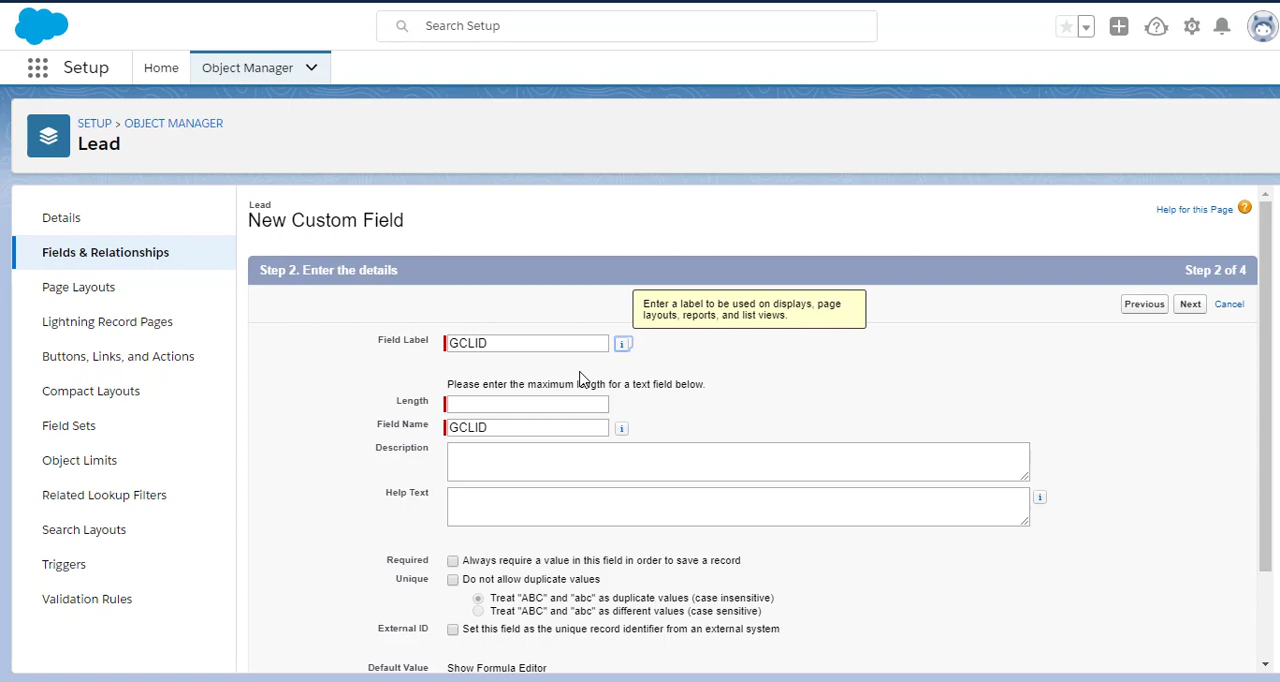 Search Setup
Setup
Home
Object Manager
SETUP > OBJECT MANAGER
Lead
Details
Fields & Relationships
Page Layouts
Lightning Record Pages
Buttons, Links, and Actions
Compact Layouts
Field Sets
Object Limits
Related Lookup Filters
Search Layouts
Triggers
Validation Rules
Lead
New Custom Field
Help for this Page ?
Step 2. Enter the details
Step 2 of 4
Enter a label to be used on displays, page
layouts, reports, and list views.
Previous
Next
Cancel
Field Label
GCLID
i
Please enter the maximum length for a text field below.
Length
Field Name
GCLID
i
Description
Help Text
i
Required
Always require a value in this field in order to save a record
Unique
Do not allow duplicate values
Treat "ABC" and "abc" as duplicate values (case insensitive)
Treat "ABC" and "abc" as different values (case sensitive)
External ID
Set this field as the unique record identifier from an external system
Default Value
Show Formula Editor